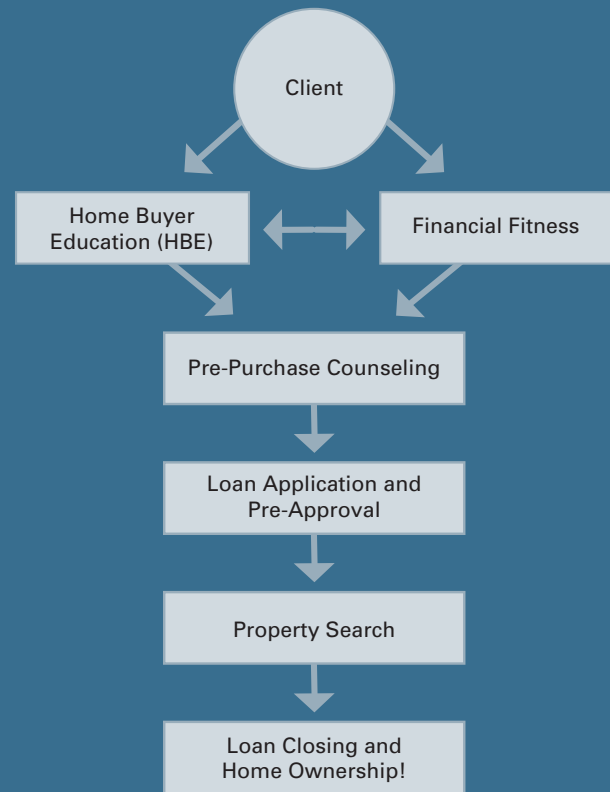 Client
Home Buyer
Education (HBE)
Financial Fitness
Pre-Purchase Counseling
Loan Application and
Pre-Approval
Property Search
Loan Closing and
Home Ownership!